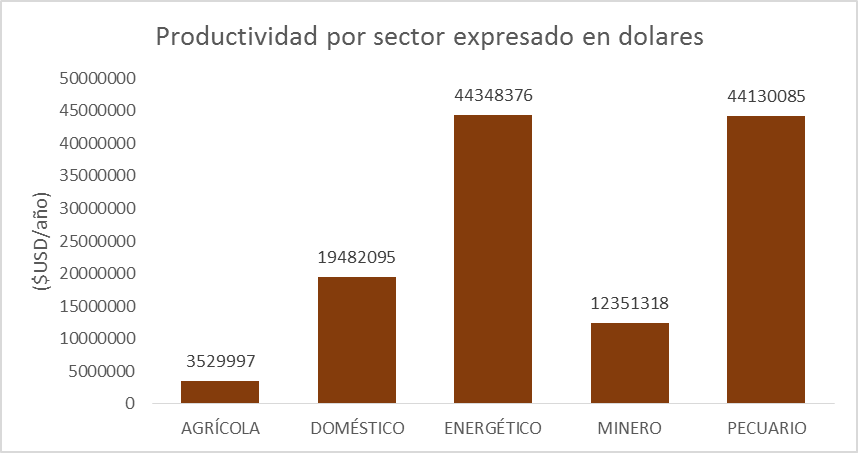 Productividad por sector expresado en dolares
($USD/año)
50000000
45000000
40000000
35000000
30000000
25000000
20000000
15000000
10000000
5000000
0
3529997
19482095
44348376
12351318
44130085
AGRÍCOLA
DOMÉSTICO
ENERGÉTICO
MINERO
PECUARIO